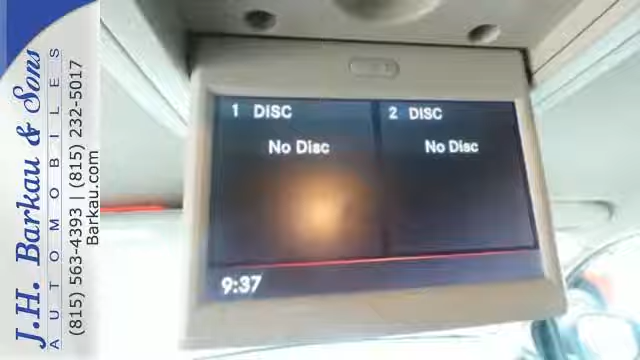 J.H. Barkau & Sons
AUTOMOBILES
(815) 563-4393 | (815) 232-5017
Barkau.com
1 DISC
No Disc
2 DISC
No Disc
9:37